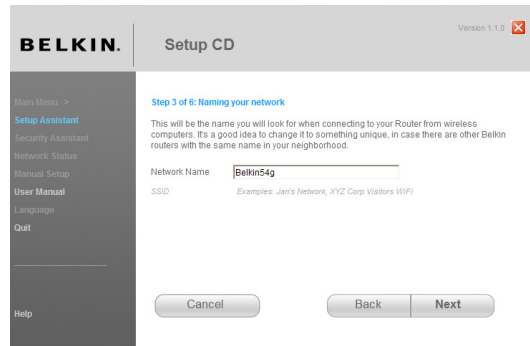 Version 1.1.0
BELKIN.
Setup CD
Main Menu >
Setup Assistant
Security Assistant
Network Status
Manual Setup
User Manual
Language
Quit
Help
Step 3 of 6: Naming your network
This will be the name you will look for when connecting to your Router from wireless
computers. It's a good idea to change it to something unique, in case there are other Belkin
routers with the same name in your neighborhood.
Network Name Belkin54g
SSID Examples: Jan's Network, XYZ Corp Visitors WiFi
Cancel Back Next